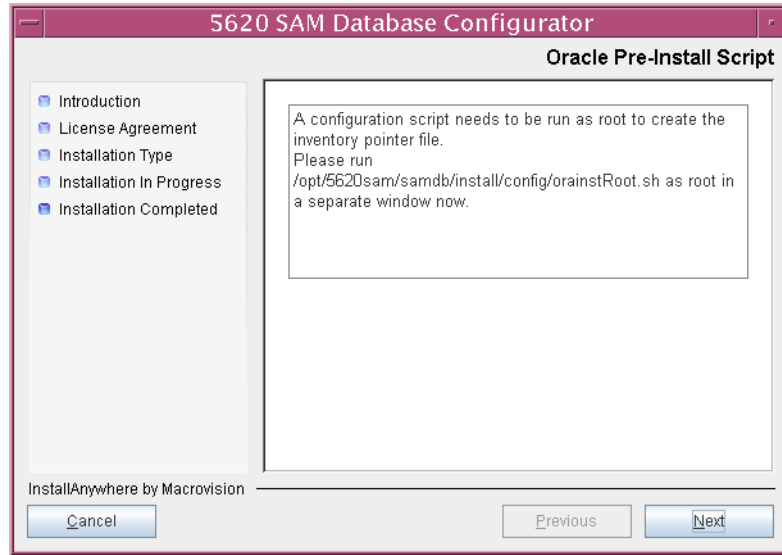 5620 SAM Database Configurator
Oracle Pre-Install Script
Introduction
License Agreement
Installation Type
Installation In Progress
Installation Completed
A configuration script needs to be run as root to create the
inventory pointer file.
Please run
/opt/5620sam/samdb/install/config/orainstRoot.sh as root in
a separate window now.
InstallAnywhere by Macrovision
Cancel
Previous
Next